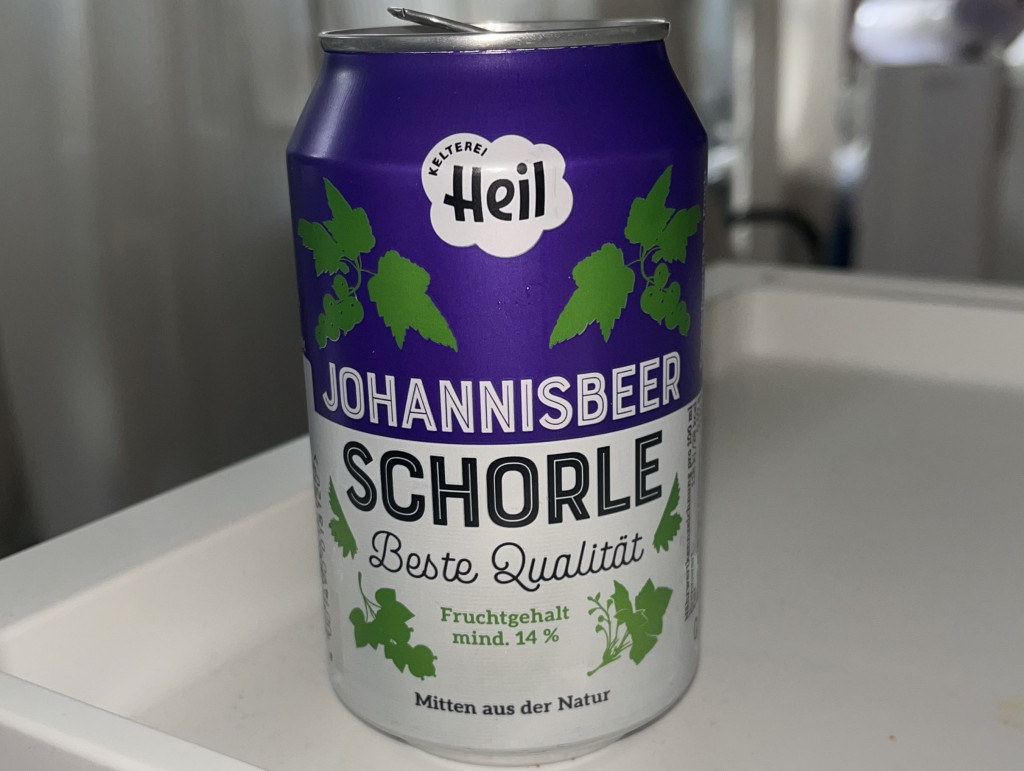 KELTEREI
Heil
JOHANNISBEER
SCHORLE
Beste Qualität
Fruchtgehalt
mind. 14 %
Mitten aus der Natur